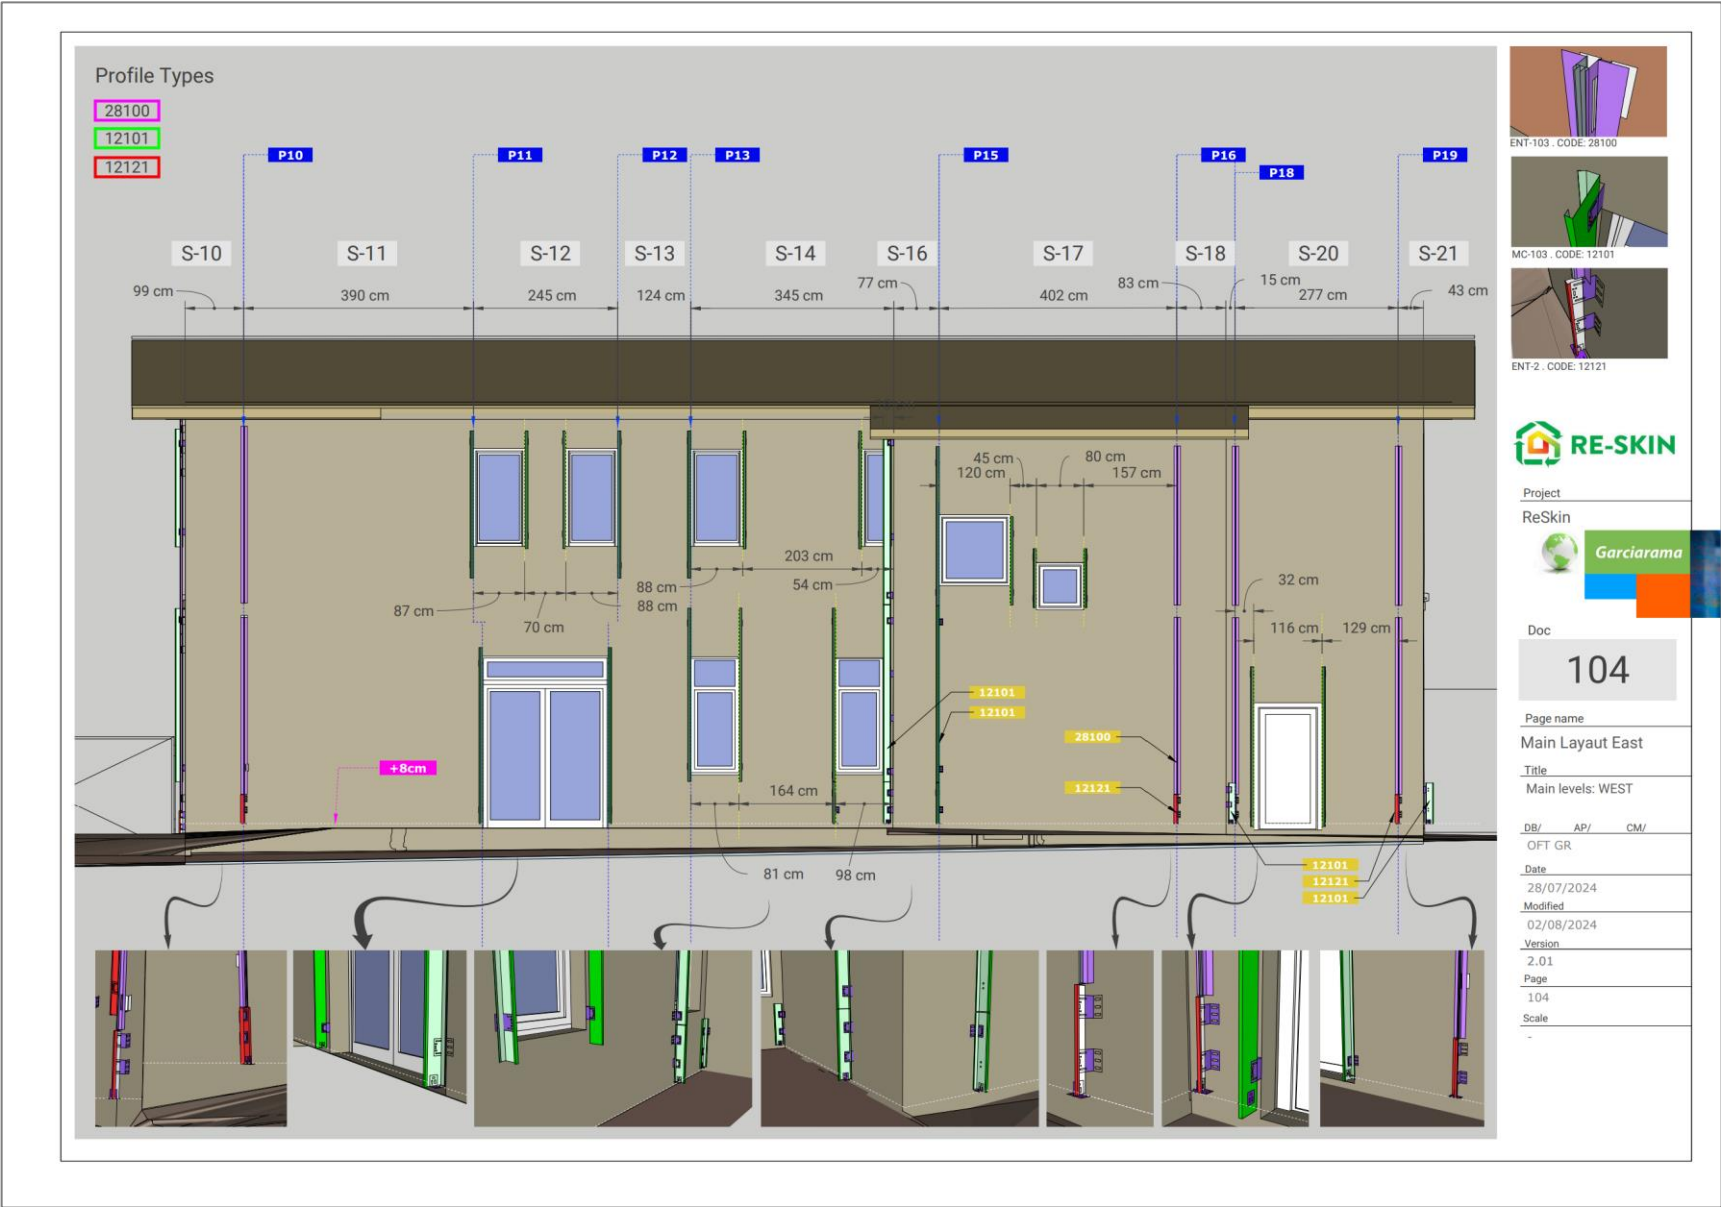 Profile Types
28100
12101
12121
P10
P11
P12
P13
P15
P16
P18
P19
S-10
S-11
S-12
S-13
S-14
S-16
S-17
S-18
S-20
S-21
99 cm
390 cm
245 cm
124 cm
345 cm
77 cm
402 cm
83 cm
15 cm
277 cm
43 cm
45 cm
120 cm
80 cm
157 cm
203 cm
88 cm
54 cm
87 cm
88 cm
70 cm
32 cm
116 cm
129 cm
12101
12101
28100
12121
+8cm
164 cm
81 cm
98 cm
12101
12121
12101
ENT-103 . CODE: 28100
MC-103 . CODE: 12101
ENT-2 . CODE: 12121
RE-SKIN
Project
ReSkin
Garciarama
Doc
104
Page name
Main Layaut East
Title
Main levels: WEST
DB/ AP/ CM/
OFT GR
Date
28/07/2024
Modified
02/08/2024
Version
2.01
Page
104
Scale
-